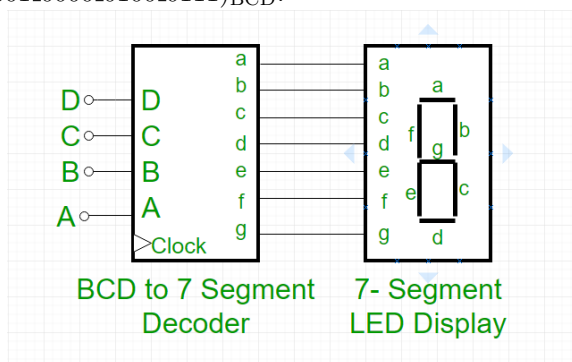 D D a a a
b b
C C c c f b
d d g
B B e e e c
A A f f
g g d
Clock
BCD to 7 Segment 7- Segment
Decoder LED Display